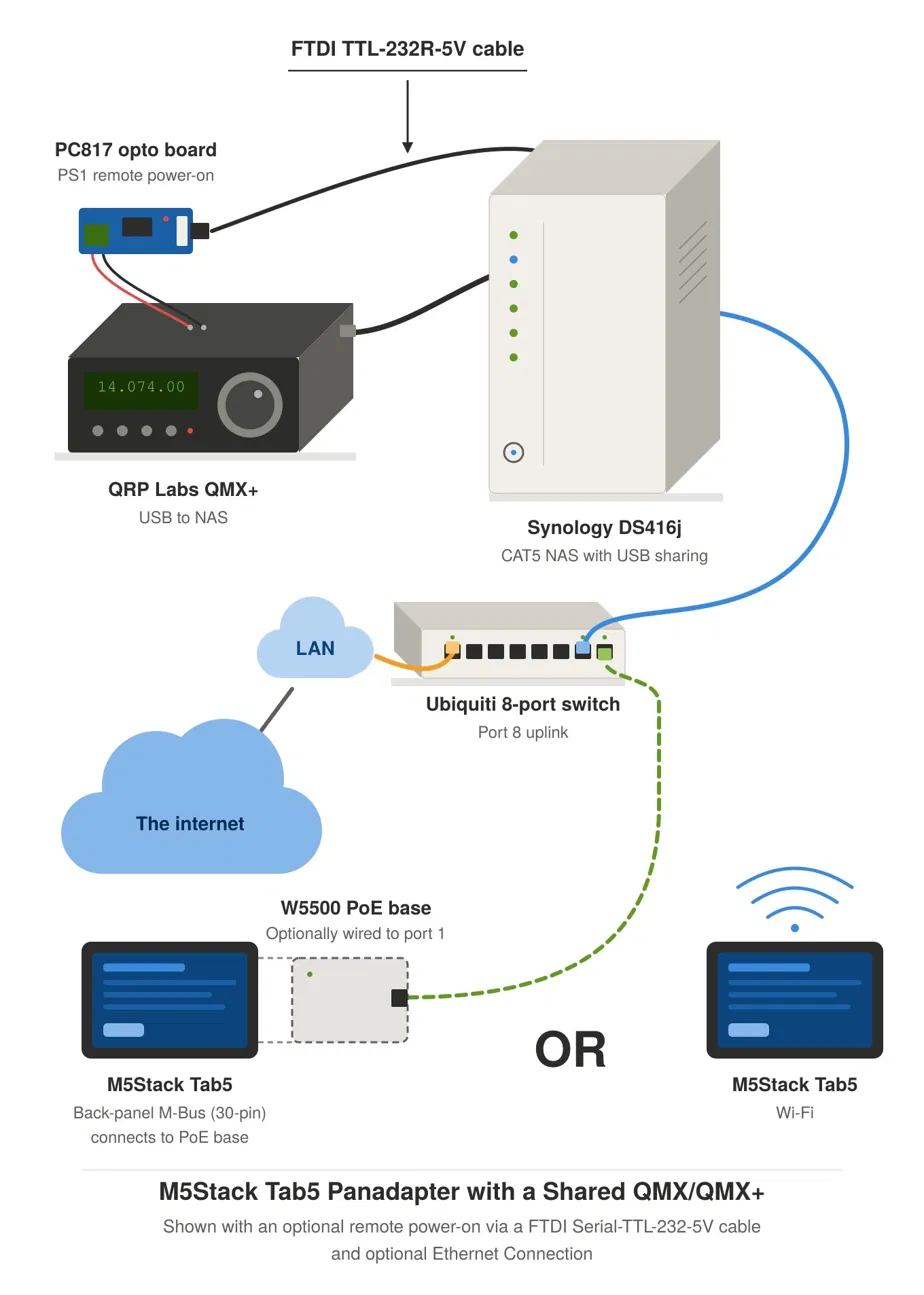 FTDI TTL-232R-5V cable
PC817 opto board
PS1 remote power-on
14.074.00
QRP Labs QMX+
USB to NAS
Synology DS416j
CAT5 NAS with USB sharing
LAN
Ubiquiti 8-port switch
Port 8 uplink
The internet
W5500 PoE base
Optionally wired to port 1
OR
M5Stack Tab5
Back-panel M-Bus (30-pin)
connects to PoE base
M5Stack Tab5
Wi-Fi
M5Stack Tab5 Panadapter with a Shared QMX/QMX+
Shown with an optional remote power-on via a FTDI Serial-TTL-232-5V cable
and optional Ethernet Connection